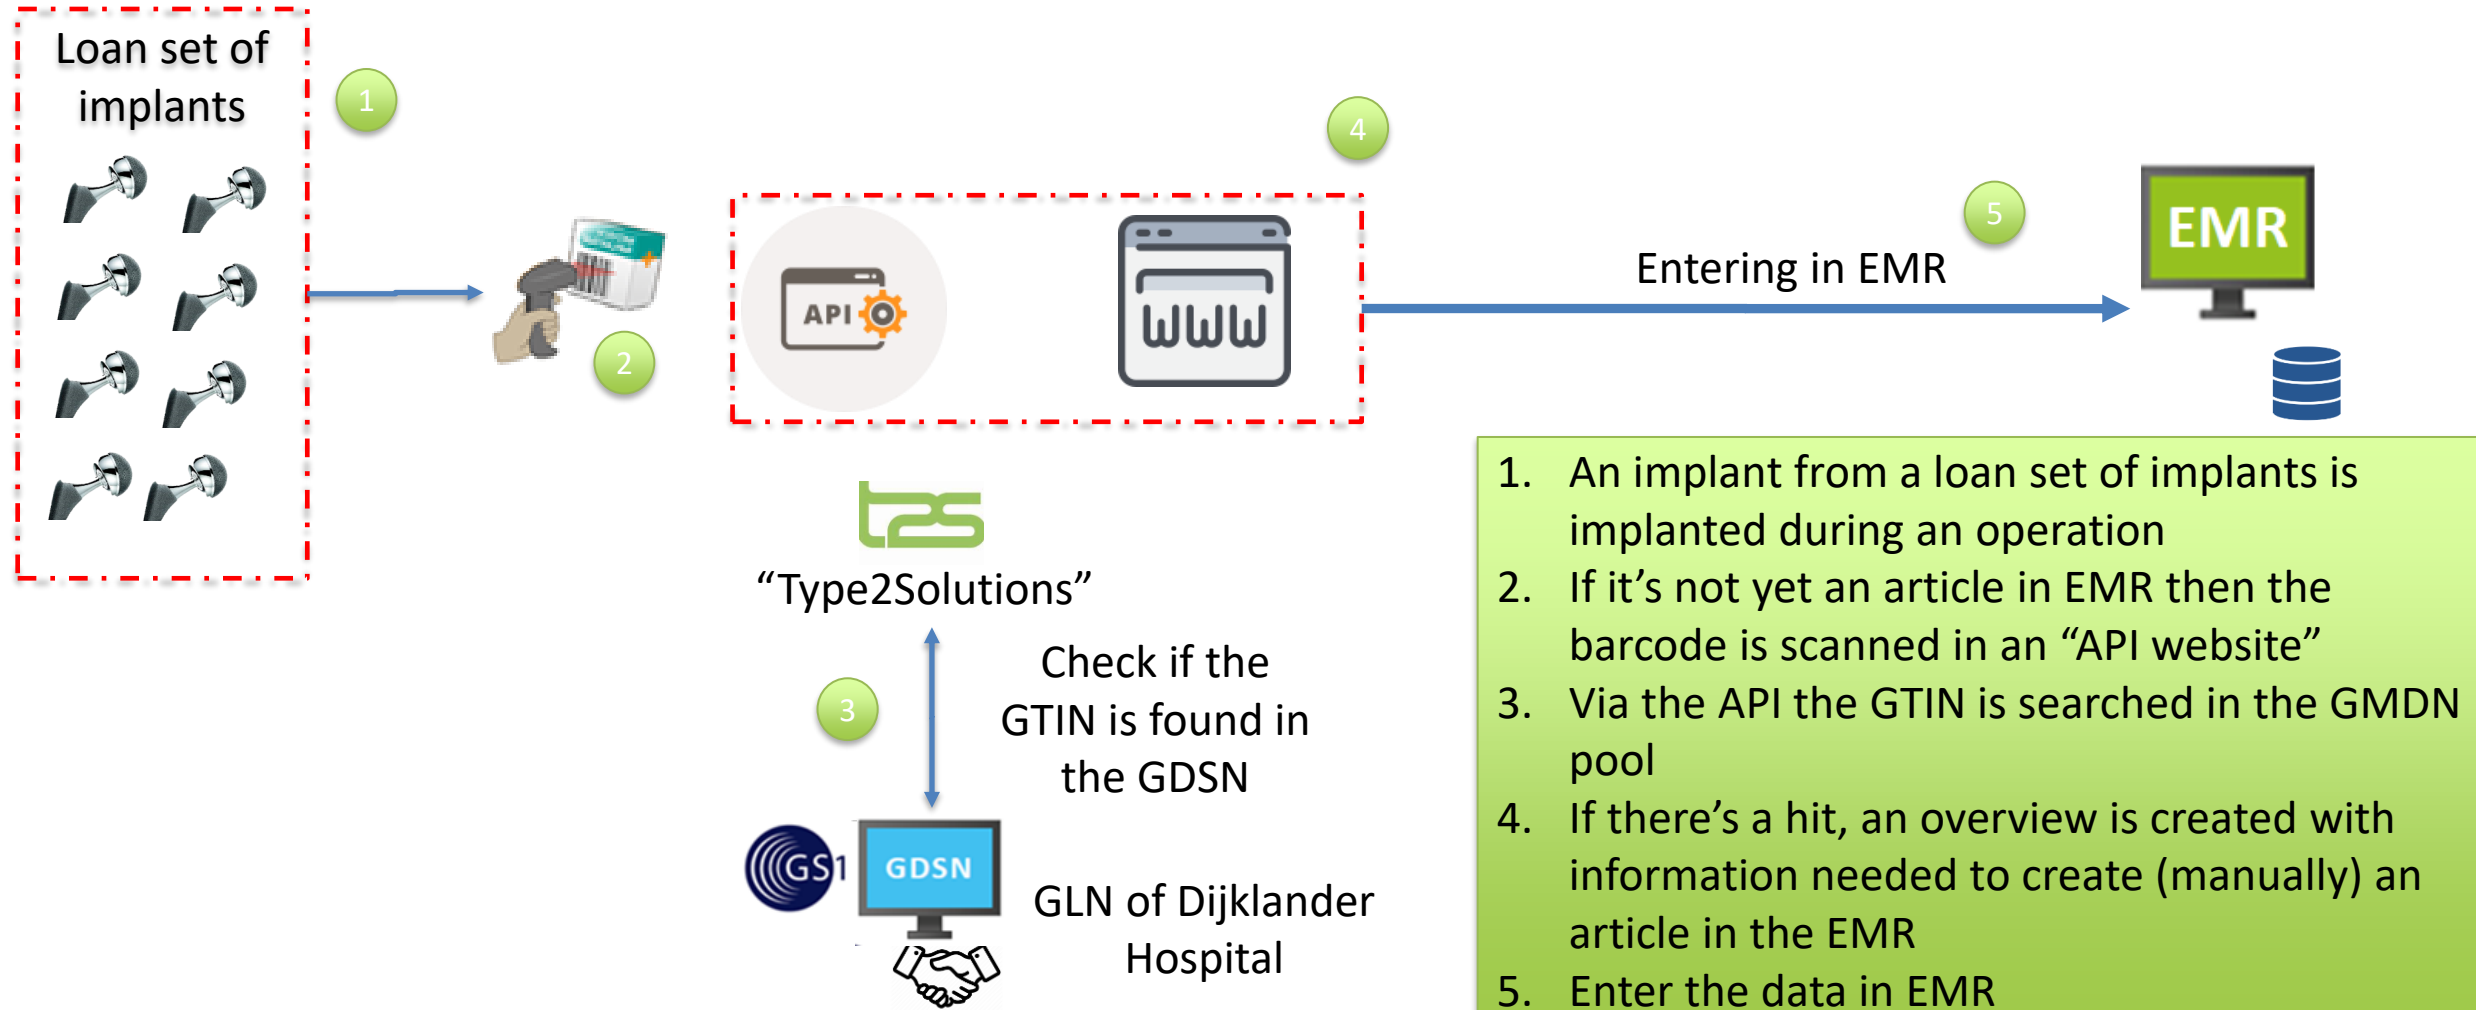 Loan set of
implants
1
4
5
EMR
Entering in EMR
API
WWW
2
t2s
“Type2Solutions”
Check if the
GTIN is found in
the GDSN
3
GS1
GDSN
GLN of Dijklander
Hospital
1. An implant from a loan set of implants is
implanted during an operation
2. If it’s not yet an article in EMR then the
barcode is scanned in an “API website”
3. Via the API the GTIN is searched in the GMDN
pool
4. If there’s a hit, an overview is created with
information needed to create (manually) an
article in the EMR
5. Enter the data in EMR